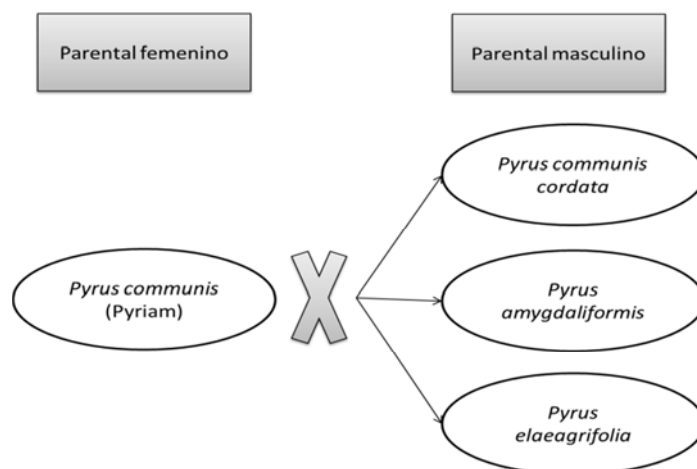 Parental femenino
Parental masculino
Pyrus communis
cordata
Pyrus communis
(Pyriam)
X
Pyrus
amygdaliformis
Pyrus
elaeagrifolia